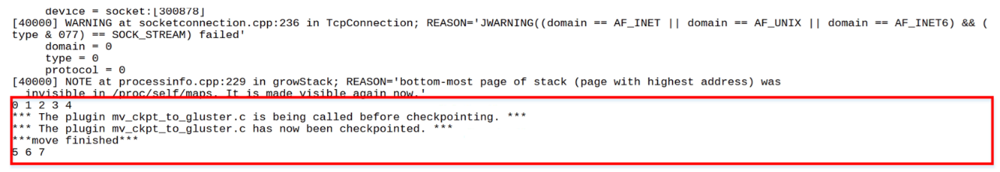 device = socket:[300878]
[40000] WARNING at socketconnection.cpp:236 in TcpConnection; REASON='JWARNING((domain == AF_INET || domain == AF_UNIX || domain == AF_INET6) && (
type & 077) == SOCK_STREAM) failed'
domain = 0
type = 0
protocol = 0
[40000] NOTE at processinfo.cpp:229 in growStack; REASON='bottom-most page of stack (page with highest address) was
invisible in /proc/self/maps. It is made visible again now.'
0 1 2 3 4
*** The plugin mv_ckpt_to_gluster.c is being called before checkpointing. ***
*** The plugin mv_ckpt_to_gluster.c has now been checkpointed. ***
***move finished***
5 6 7